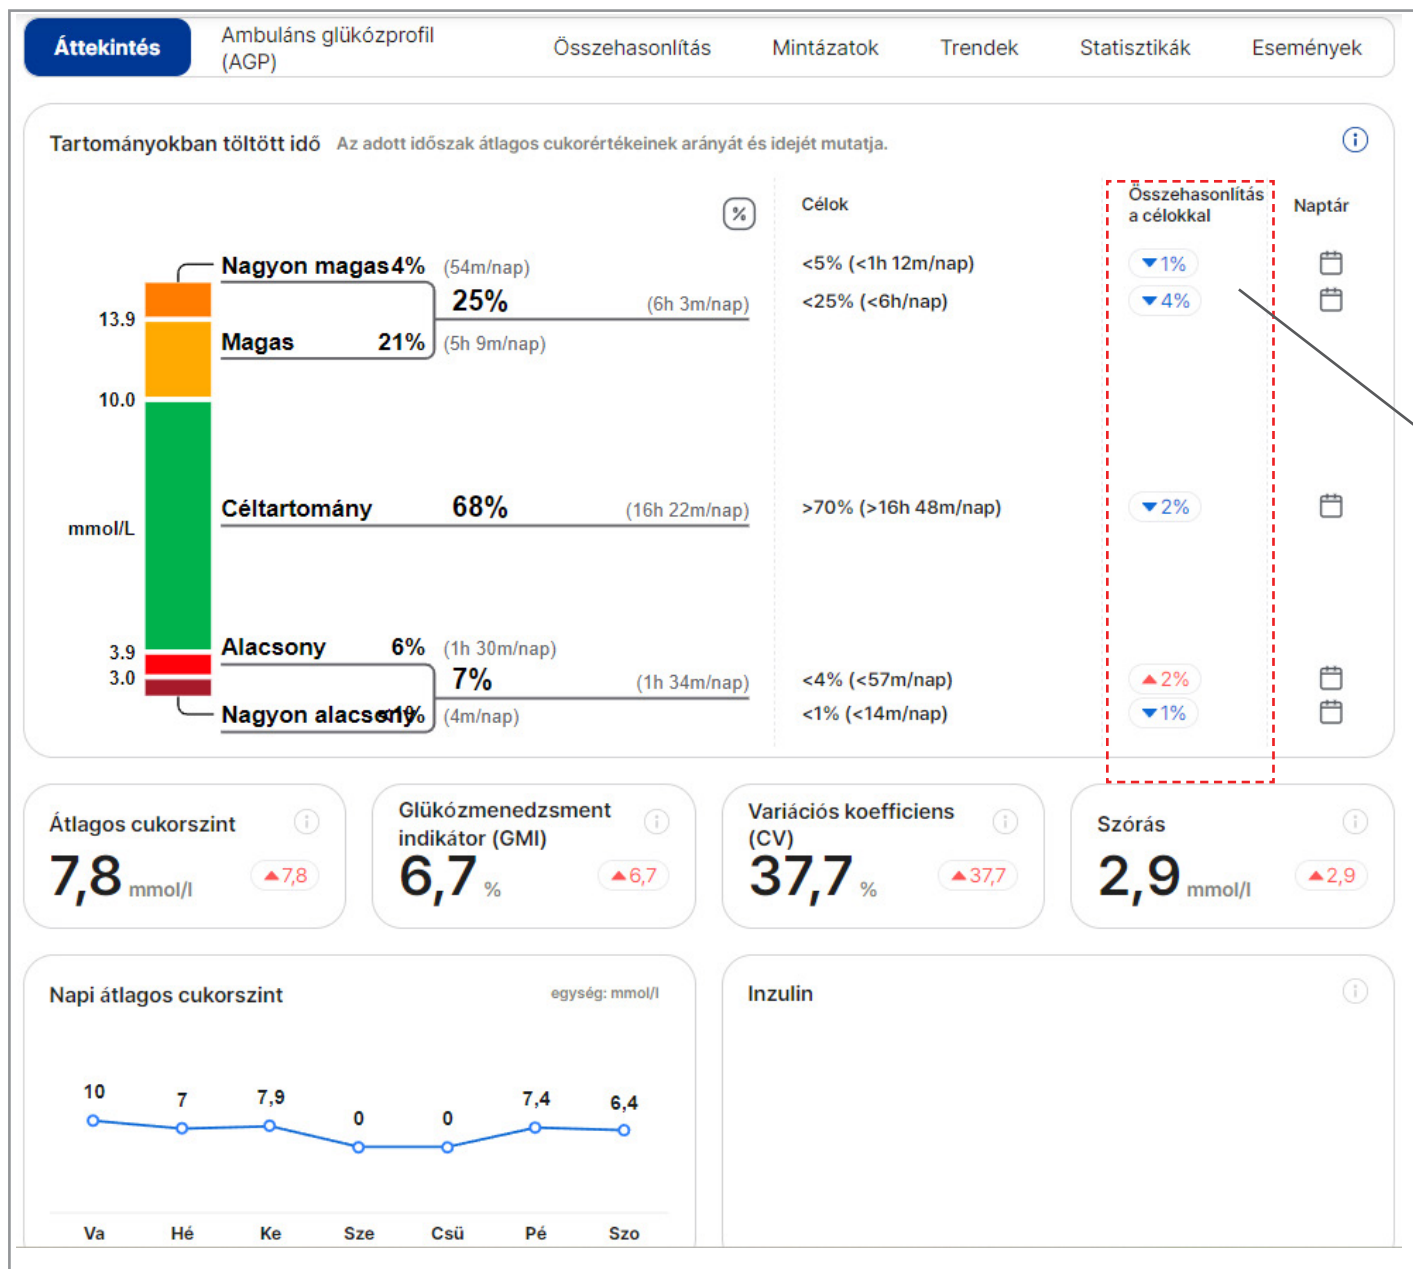 Áttekintés
Ambuláns glükózprofil
(AGP)
Összehasonlítás
Mintázatok
Trendek
Statisztikák
Események
Tartományokban töltött idő Az adott időszak átlagos cukorértékeinek arányát és idejét mutatja.
%
Célok
Összehasonlítás
a célokkal
Naptár
Nagyon magas 4% (54m/nap)
<5% (<1h 12m/nap)
▼1%
25% (6h 3m/nap)
<25% (<6h/nap)
▼4%
13.9
Magas 21% (5h 9m/nap)
10.0
Céltartomány 68% (16h 22m/nap)
>70% (>16h 48m/nap)
▼2%
mmol/L
Alacsony 6% (1h 30m/nap)
3.9
3.0
7% (1h 34m/nap)
<4% (<57m/nap)
▲2%
Nagyon alacsony <1% (4m/nap)
<1% (<14m/nap)
▼1%
Átlagos cukorszint
7,8 mmol/l
▲7,8
Glükózmenedzsment
indikátor (GMI)
6,7 %
▲6,7
Variációs koefficiens
(CV)
37,7 %
▲37,7
Szórás
2,9 mmol/l
▲2,9
Napi átlagos cukorszint
egység: mmol/l
10 7 7,9 0 0 7,4 6,4
Va Hé Ke Sze Csü Pé Szo
Inzulin